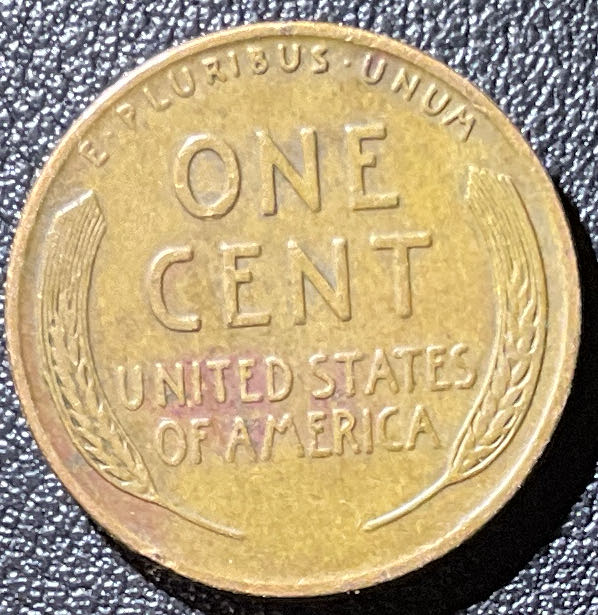 E·PLURIBUS·UNUM
ONE
CENT
UNITED STATES
OF AMERICA